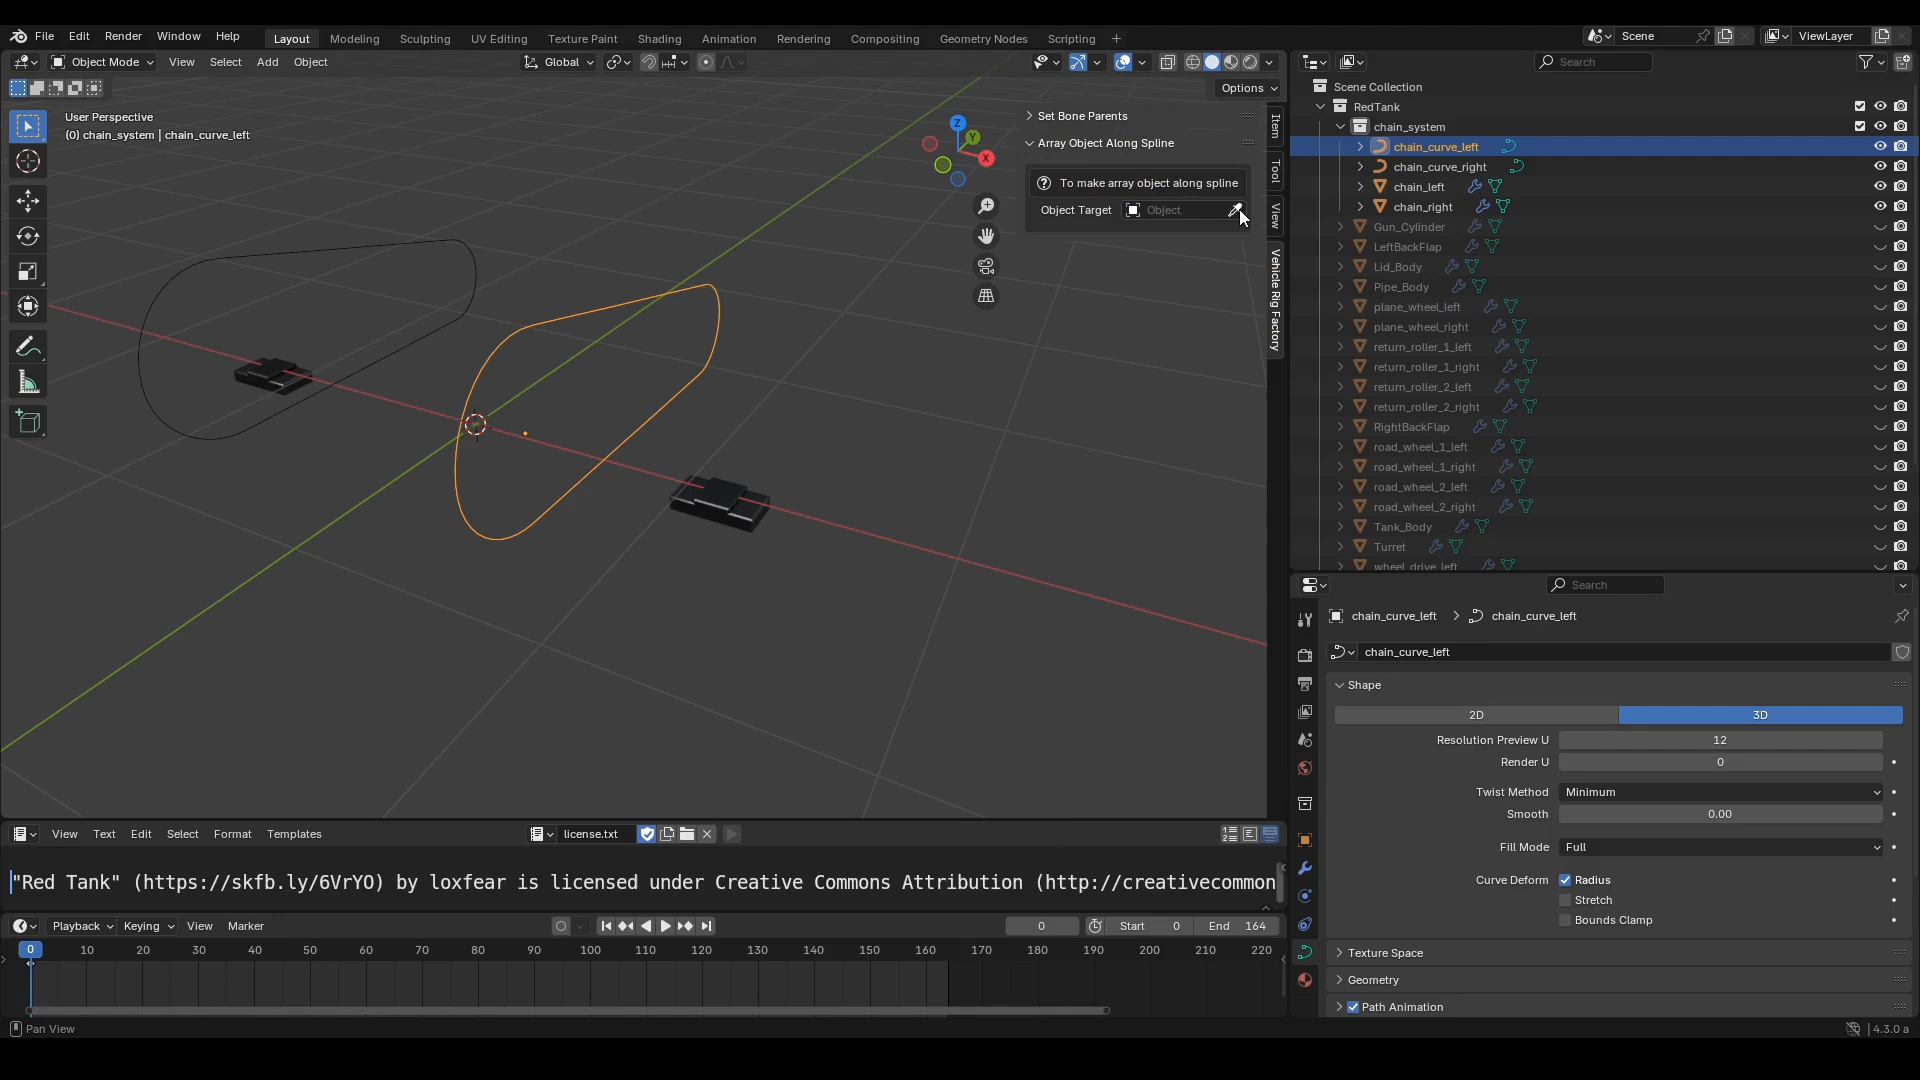 File Edit Render Window Help Layout Modeling Sculpting UV Editing Texture Paint Shading Animation Rendering Compositing Geometry Nodes Scripting + Scene ViewLayer
Object Mode View Select Add Object Global Search
Options
User Perspective
(0) chain_system | chain_curve_left
Z
Y
X
Set Bone Parents
Array Object Along Spline
To make array object along spline
Object Target Object
Item
Tool
View
Vehicle Rig Factory
Scene Collection
RedTank
chain_system
chain_curve_left
chain_curve_right
chain_left
chain_right
Gun_Cylinder
LeftBackFlap
Lid_Body
Pipe_Body
plane_wheel_left
plane_wheel_right
return_roller_1_left
return_roller_1_right
return_roller_2_left
return_roller_2_right
RightBackFlap
road_wheel_1_left
road_wheel_1_right
road_wheel_2_left
road_wheel_2_right
Tank_Body
Turret
wheel_drive_left
Search
chain_curve_left > chain_curve_left
chain_curve_left
Shape
2D 3D
Resolution Preview U 12
Render U 0
Twist Method Minimum
Smooth 0.00
Fill Mode Full
Curve Deform Radius
Stretch
Bounds Clamp
Texture Space
Geometry
Path Animation
View Text Edit Select Format Templates license.txt
"Red Tank" (https://skfb.ly/6VrYO) by loxfear is licensed under Creative Commons Attribution (http://creativecommon
Playback Keying View Marker 0 Start 0 End 164
0 10 20 30 40 50 60 70 80 90 100 110 120 130 140 150 160 170 180 190 200 210 220
Pan View 4.3.0 a